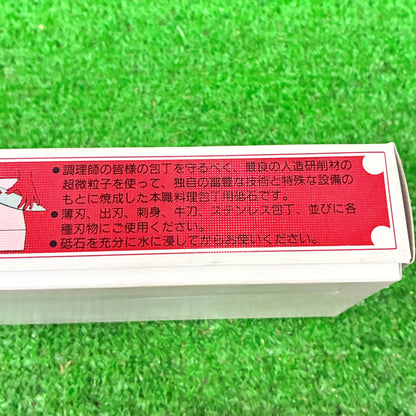 ●調理師の皆様の包丁を守るべく、最良の人造研削材の
超微粒子を使って、独自の豊富な技術と特殊な設備の
もとに焼成した本職料理包丁用砥石です。
●薄刃、出刃、刺身、牛刀、ステンレス包丁、並びに各
種刃物にご使用ください。
●砥石を充分に水に浸してからお使いください。